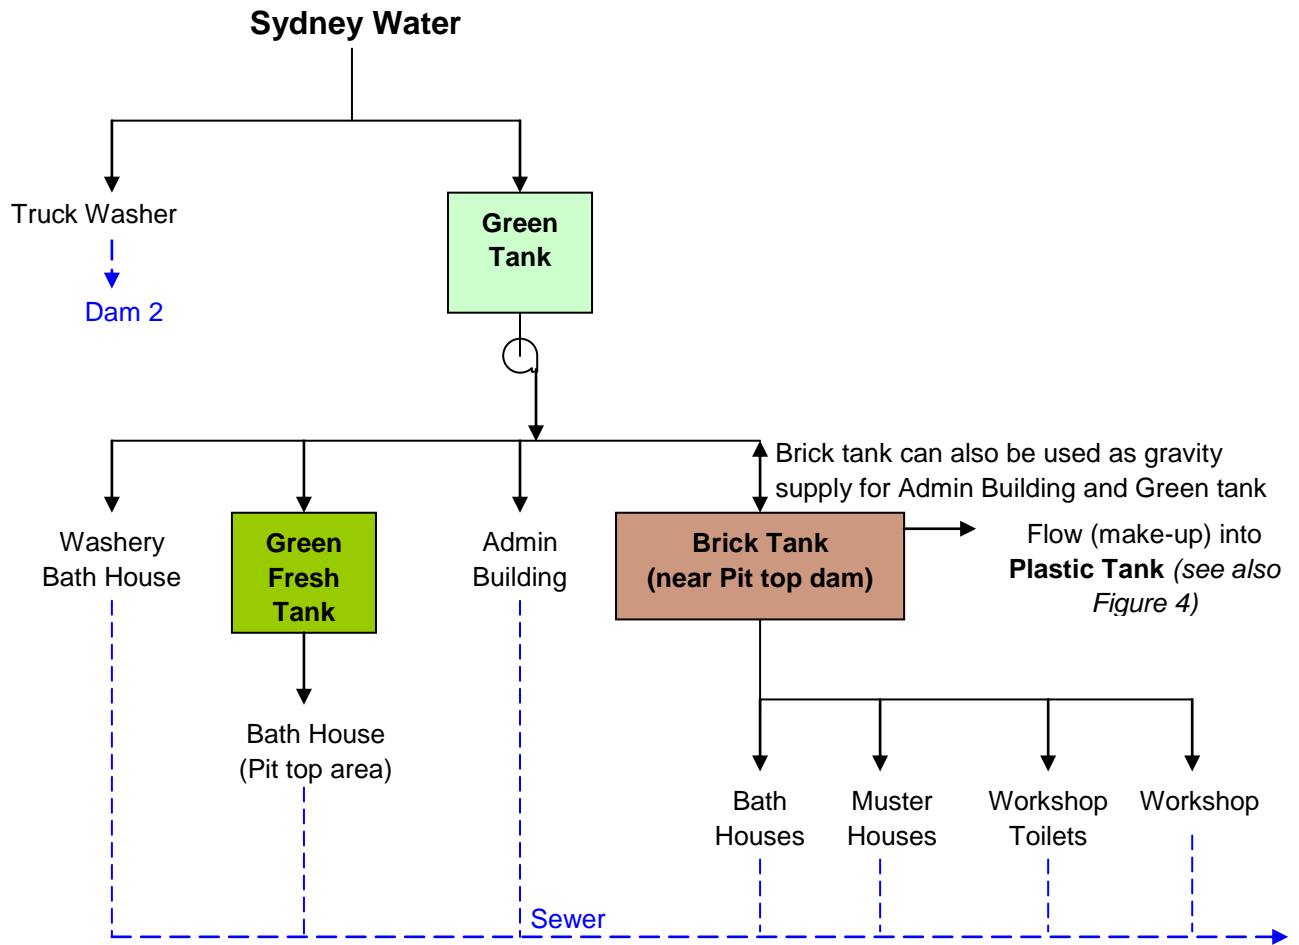 Sydney Water
Truck Washer
Dam 2
Green
Tank
Brick tank can also be used as gravity
supply for Admin Building and Green tank
Washery
Bath House
Green
Fresh
Tank
Admin
Building
Brick Tank
(near Pit top dam)
Flow (make-up) into
Plastic Tank (see also
Figure 4)
Bath House
(Pit top area)
Bath
Houses
Muster
Houses
Workshop
Toilets
Workshop
Sewer